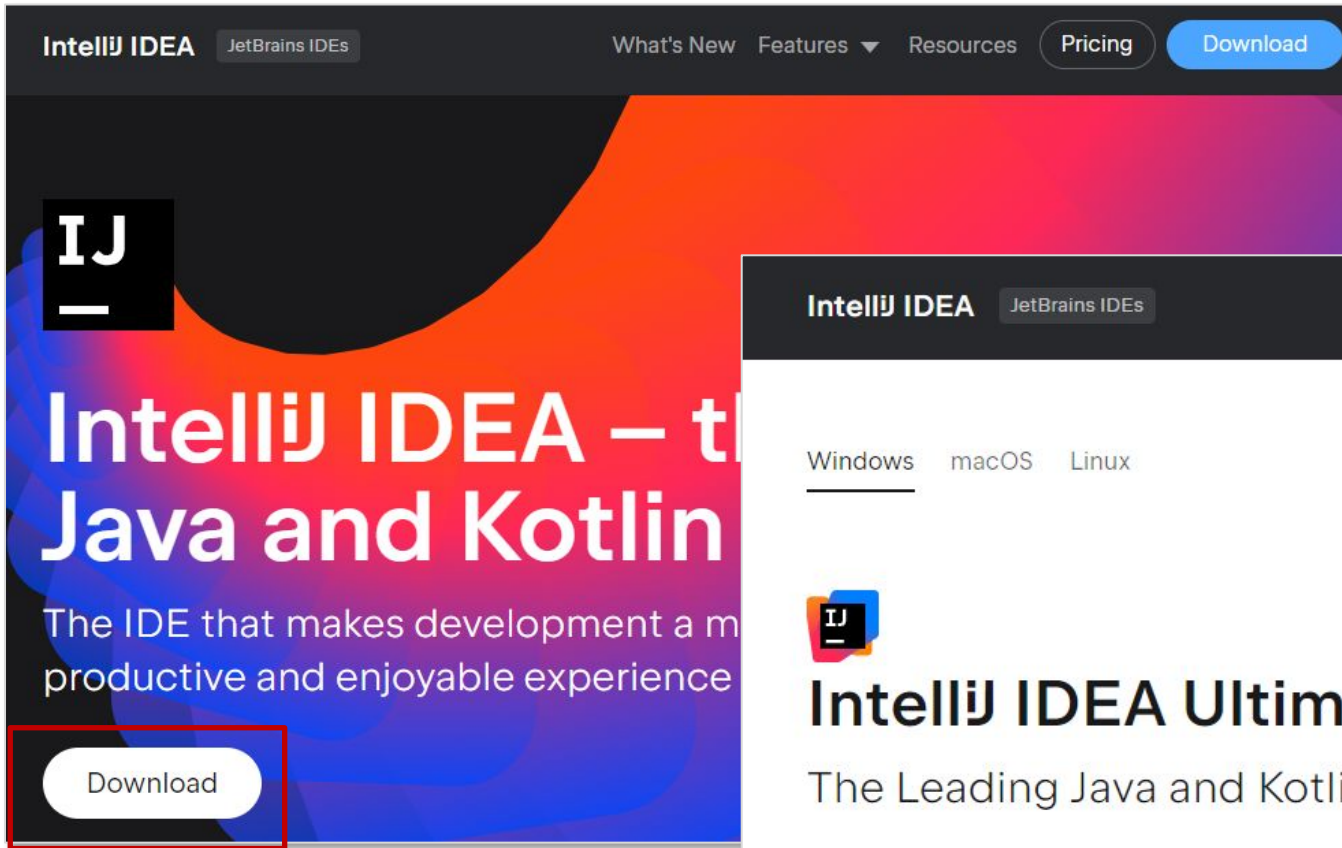 IntelliJ IDEA JetBrains IDEs What's New Features Resources Pricing Download
IJ
IntelliJ IDEA –
Java and Kotlin
The IDE that makes development a
productive and enjoyable experience
Download
IntelliJ IDEA JetBrains IDEs
Windows macOS Linux
IJ
IntelliJ IDEA
The Leading Java and